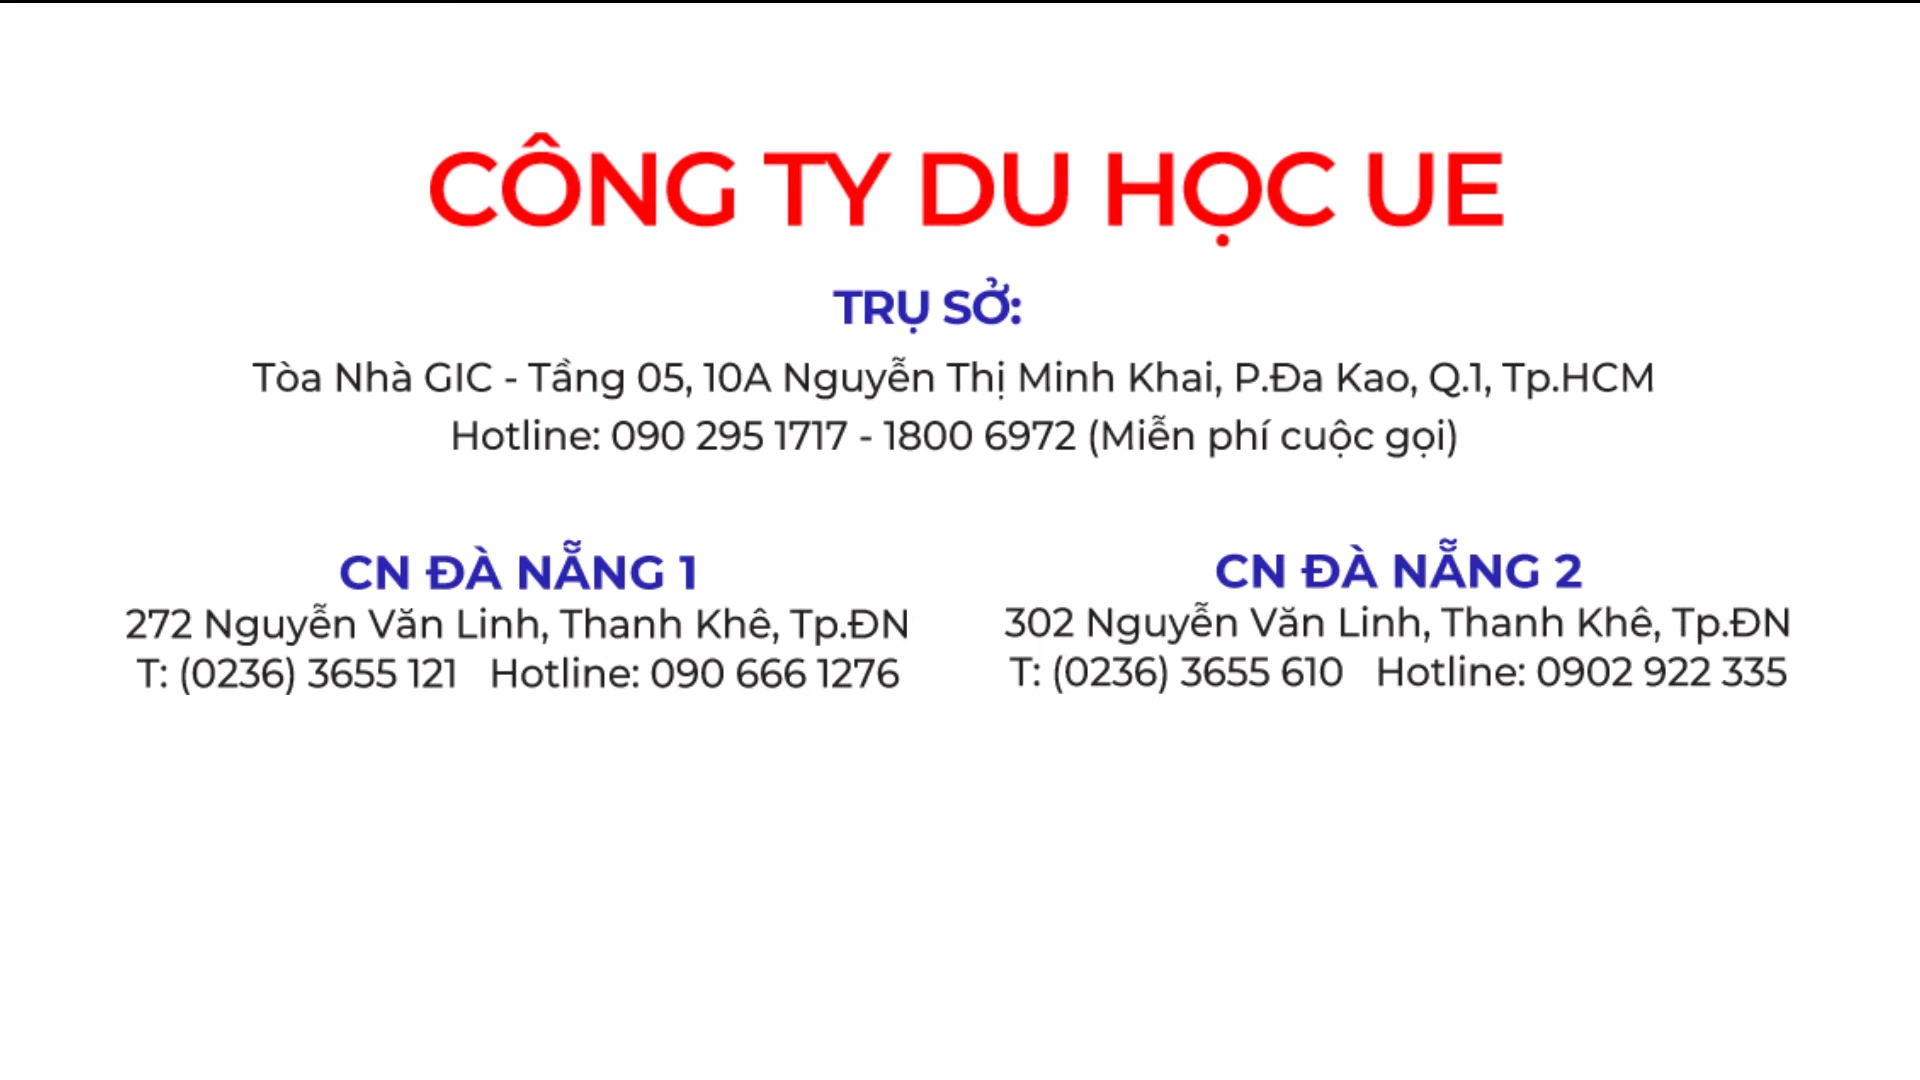 CÔNG TY DU HỌC UE
TRỤ SỞ:
Tòa Nhà GIC - Tầng 05, 10A Nguyễn Thị Minh Khai, P.Đa Kao, Q.1, Tp.HCM
Hotline: 090 295 1717 - 1800 6972 (Miễn phí cuộc gọi)
CN ĐÀ NẴNG 1
272 Nguyễn Văn Linh, Thanh Khê, Tp.ĐN
T: (0236) 3655 121 Hotline: 090 666 1276
CN ĐÀ NẴNG 2
302 Nguyễn Văn Linh, Thanh Khê, Tp.ĐN
T: (0236) 3655 610 Hotline: 0902 922 335